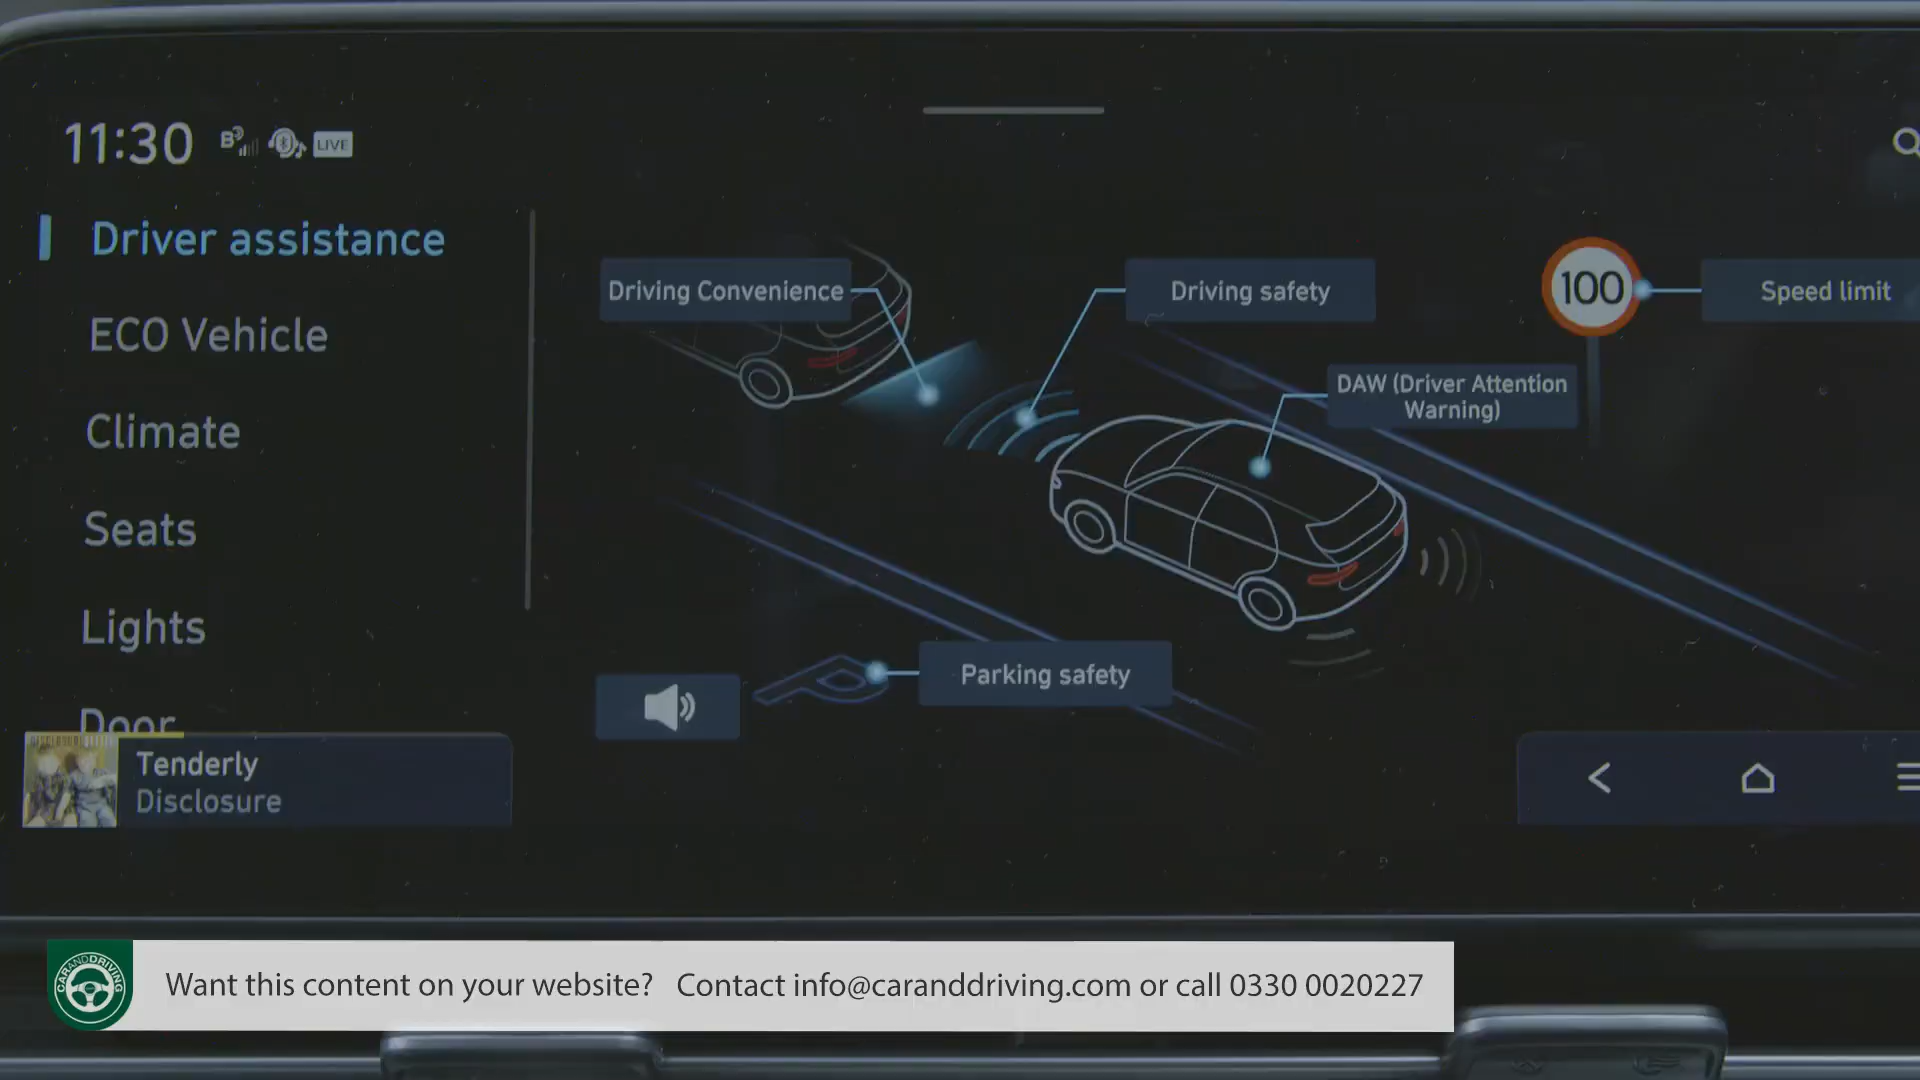 11:30
B
LIVE
Driver assistance
ECO Vehicle
Climate
Seats
Lights
Door
Driving Convenience
Driving safety
100
Speed limit
DAW (Driver Attention
Warning)
Parking safety
Tenderly
Disclosure
CARANDDRIVING
Want this content on your website? Contact info@caranddriving.com or call 0330 0020227